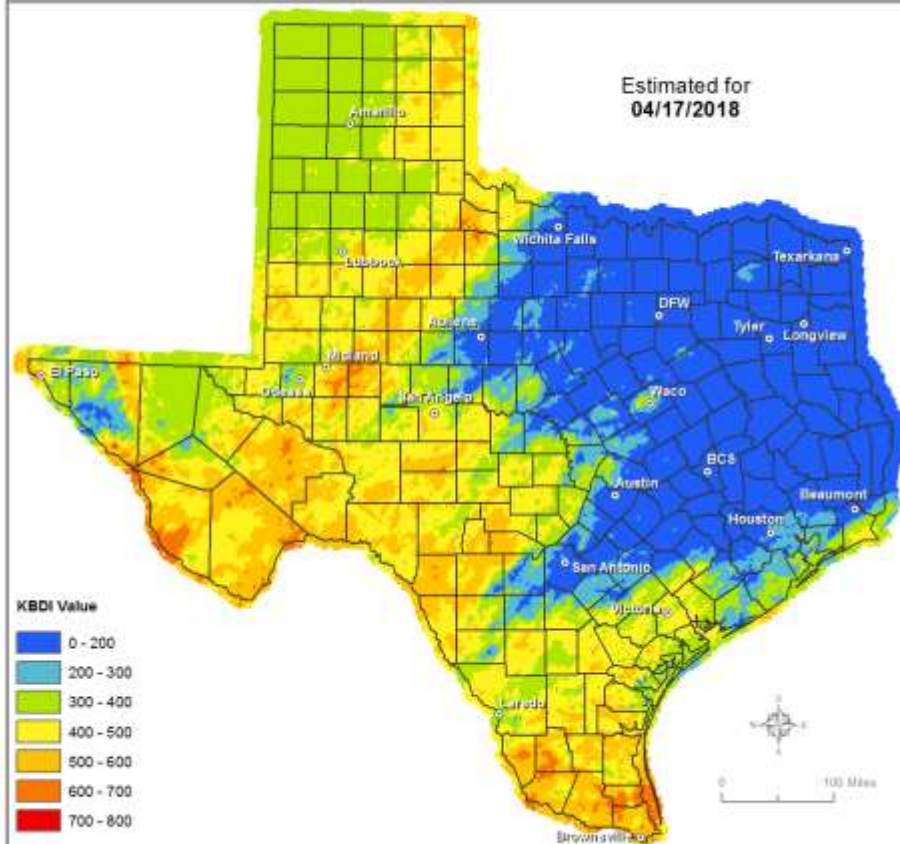 Estimated for
04/17/2018
Amarillo
Wichita Falls
Texarkana
Lubbock
DFW
Abilene
Tyler
Longview
El Paso
Midland
Odessa
San Angelo
Waco
BCS
Austin
Beaumont
Houston
San Antonio
Victoria
KBDI Value
0 - 200
200 - 300
300 - 400
400 - 500
500 - 600
600 - 700
700 - 800
Laredo
0 100 Miles
Brownsville